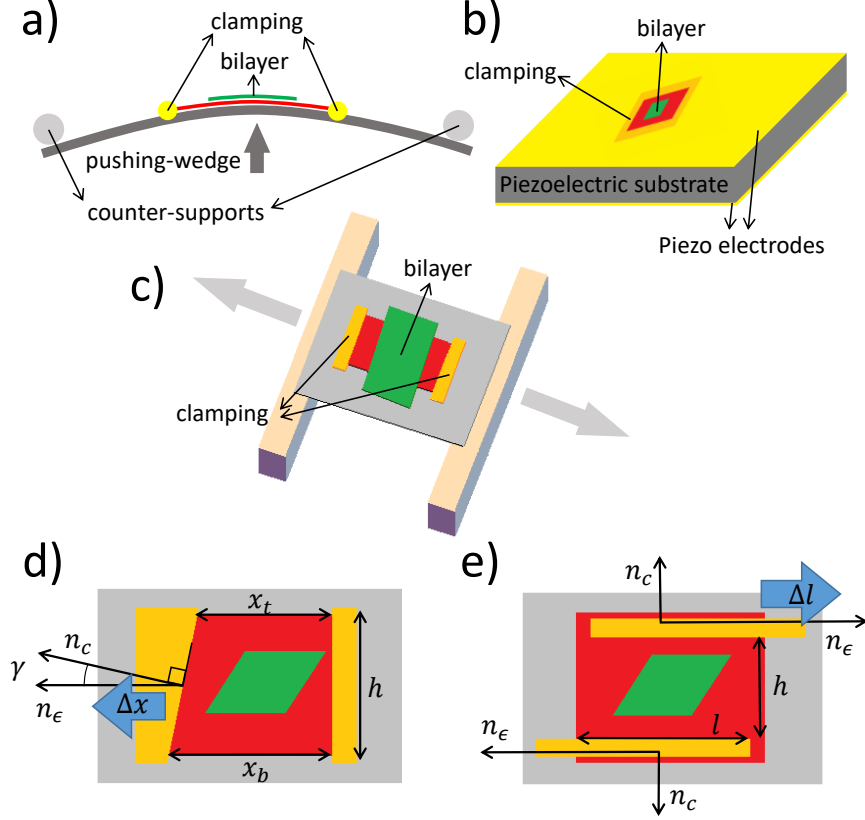 a)
clamping
bilayer
pushing-wedge
counter-supports
b)
bilayer
clamping
Piezoelectric substrate
Piezo electrodes
c)
bilayer
clamping
d)
x_t
n_c
γ
n_ϵ
Δx
h
x_b
e)
n_c
Δl
n_ϵ
h
n_ϵ
l
n_c